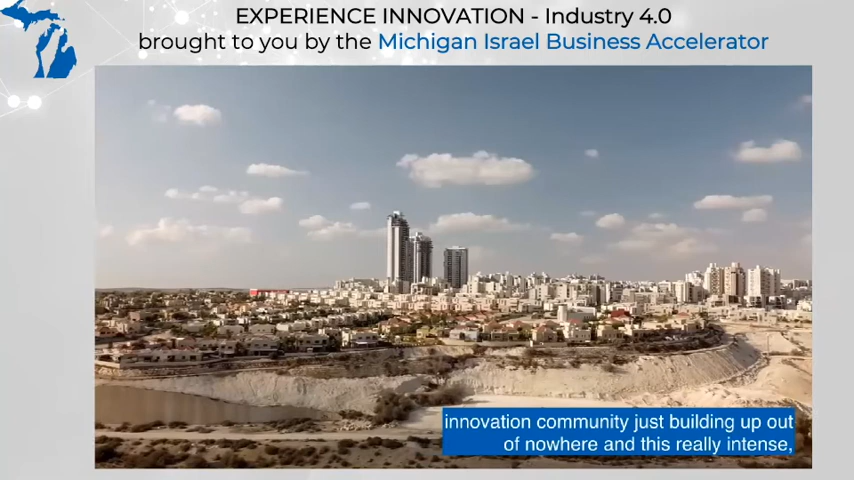 EXPERIENCE INNOVATION - Industry 4.0
brought to you by the Michigan Israel Business Accelerator
innovation community just building up out
of nowhere and this really intense,